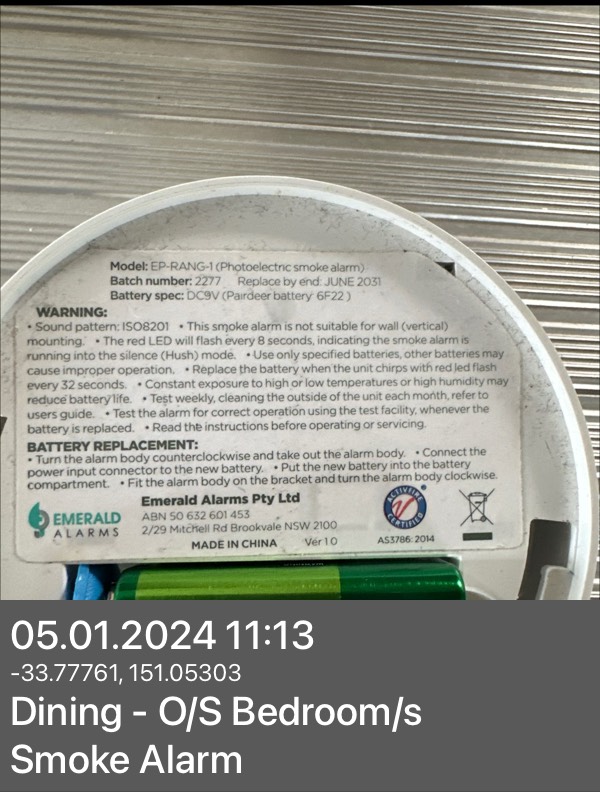 Model: EP-RANG-1 (Photoelectric smoke alarm)
Batch number: 2277 Replace by end: JUNE 2031
Battery spec: DC9V (Pairdeer battery 6F22 )
WARNING:
• Sound pattern: ISO8201 • This smoke alarm is not suitable for wall (vertical)
mounting. • The red LED will flash every 8 seconds, indicating the smoke alarm is
running into the silence (Hush) mode. • Use only specified batteries, other batteries may
cause improper operation. • Replace the battery when the unit chirps with red led flash
every 32 seconds. • Constant exposure to high or low temperatures or high humidity may
reduce battery life. • Test weekly, cleaning the outside of the unit each month, refer to
users guide. • Test the alarm for correct operation using the test facility, whenever the
battery is replaced. • Read the instructions before operating or servicing.
BATTERY REPLACEMENT:
• Turn the alarm body counterclockwise and take out the alarm body. • Connect the
power input connector to the new battery. • Put the new battery into the battery
compartment. • Fit the alarm body on the bracket and turn the alarm body clockwise.
EMERALD
ALARMS
Emerald Alarms Pty Ltd
ABN 50 632 601 453
2/29 Mitchell Rd Brookvale NSW 2100
MADE IN CHINA Ver 1.0
ACTIVFIRE
CERTIFIED
AS3786: 2014
05.01.2024 11:13
-33.77761, 151.05303
Dining - O/S Bedroom/s
Smoke Alarm